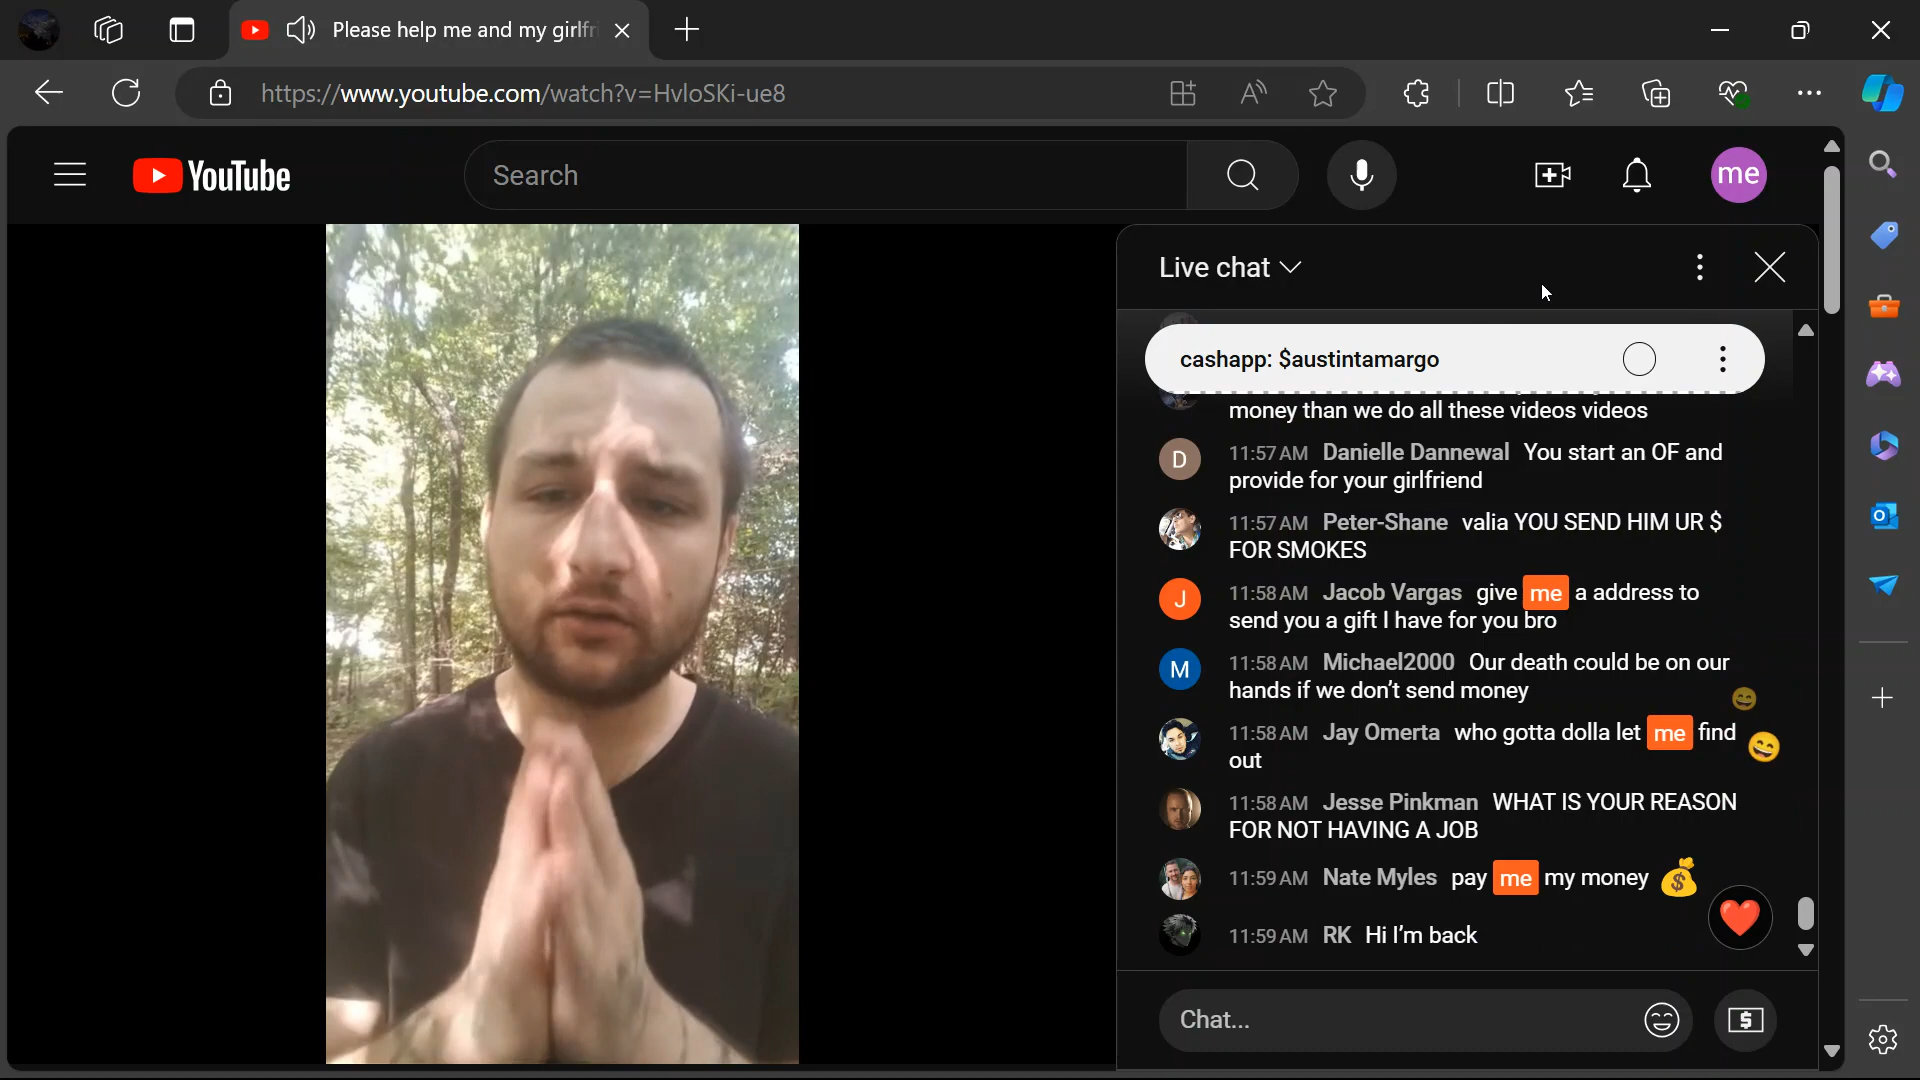 Please help me and my girlfr
https://www.youtube.com/watch?v=HvloSKi-ue8
YouTube
Search
me
Live chat
cashapp: $austintamargo
money than we do all these videos videos
D
11:57 AM Danielle Dannewal You start an OF and
provide for your girlfriend
11:57 AM Peter-Shane valia YOU SEND HIM UR $
FOR SMOKES
J
11:58 AM Jacob Vargas give me a address to
send you a gift I have for you bro
M
11:58 AM Michael2000 Our death could be on our
hands if we don’t send money
11:58 AM Jay Omerta who gotta dolla let me find
out
11:58 AM Jesse Pinkman WHAT IS YOUR REASON
FOR NOT HAVING A JOB
11:59 AM Nate Myles pay me my money
11:59 AM RK Hi I’m back
Chat...